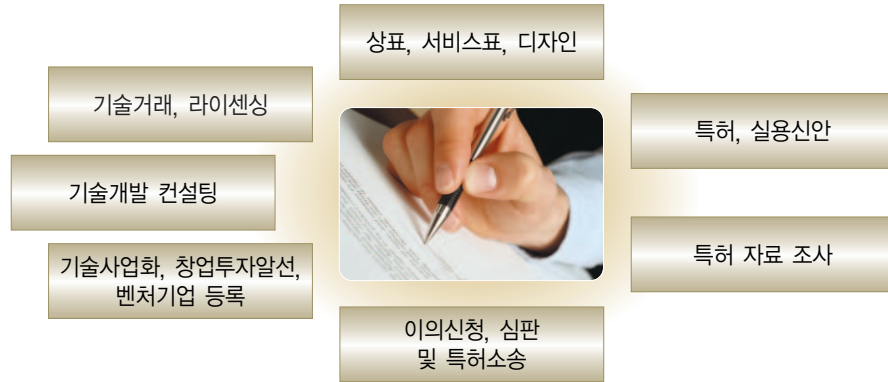 상표, 서비스표, 디자인
기술거래, 라이센싱
특허, 실용신안
기술개발 컨설팅
기술사업화, 창업투자알선,
벤처기업 등록
특허 자료 조사
이의신청, 심판
및 특허소송